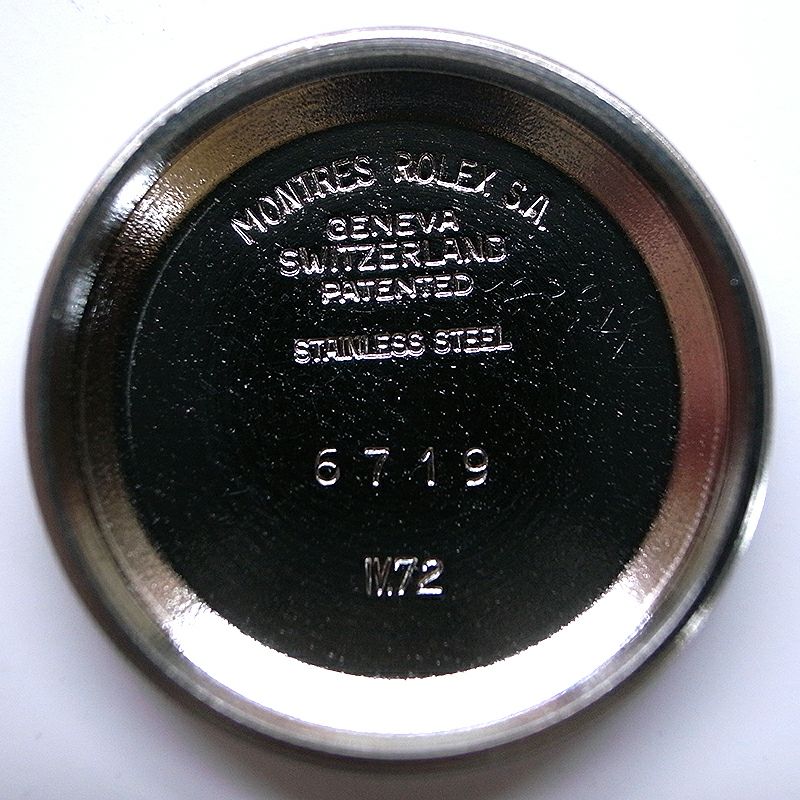 MONTRES ROLEX S.A.
GENEVA
SWITZERLAND
PATENTED
STAINLESS STEEL
6719
IV.72